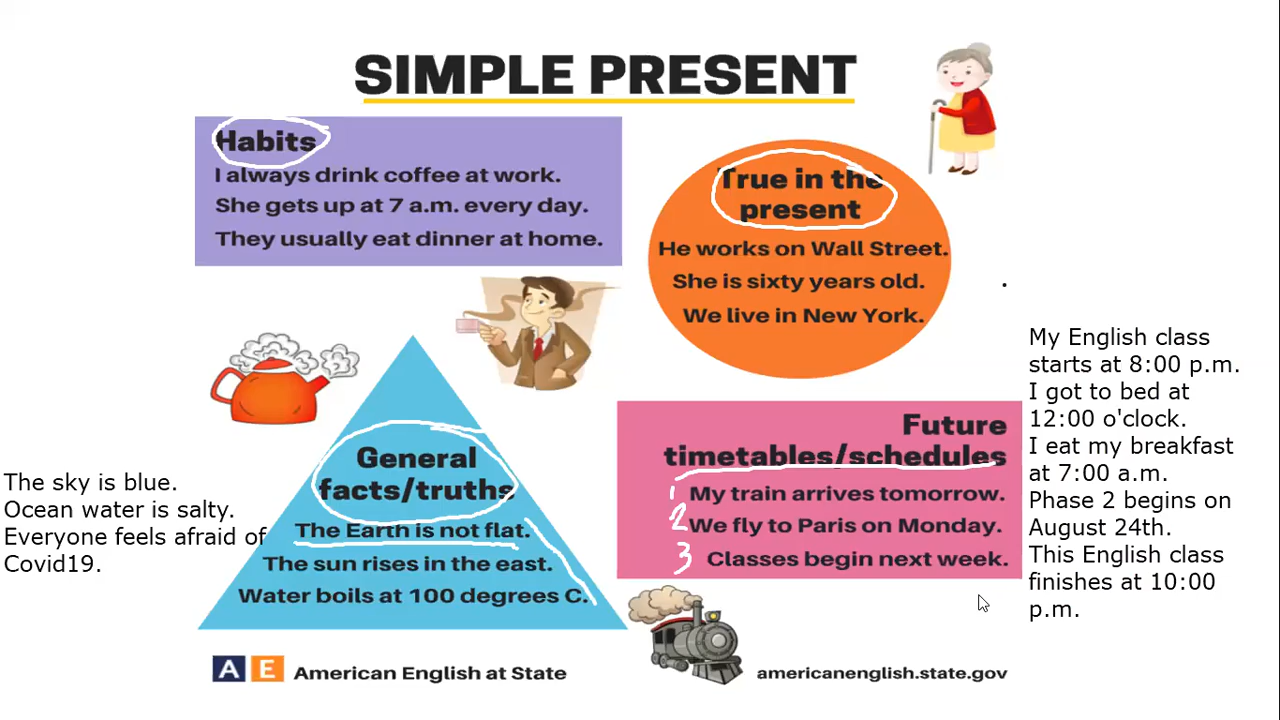 SIMPLE PRESENT
Habits
I always drink coffee at work.
She gets up at 7 a.m. every day.
They usually eat dinner at home.
True in the
present
He works on Wall Street.
She is sixty years old.
We live in New York.
General
facts/truths
The Earth is not flat.
The sun rises in the east.
Water boils at 100 degrees C.
Future
timetables/schedules
1 My train arrives tomorrow.
2 We fly to Paris on Monday.
3 Classes begin next week.
The sky is blue.
Ocean water is salty.
Everyone feels afraid of
Covid19.
.
My English class
starts at 8:00 p.m.
I got to bed at
12:00 o'clock.
I eat my breakfast
at 7:00 a.m.
Phase 2 begins on
August 24th.
This English class
finishes at 10:00
p.m.
A E American English at State
americanenglish.state.gov